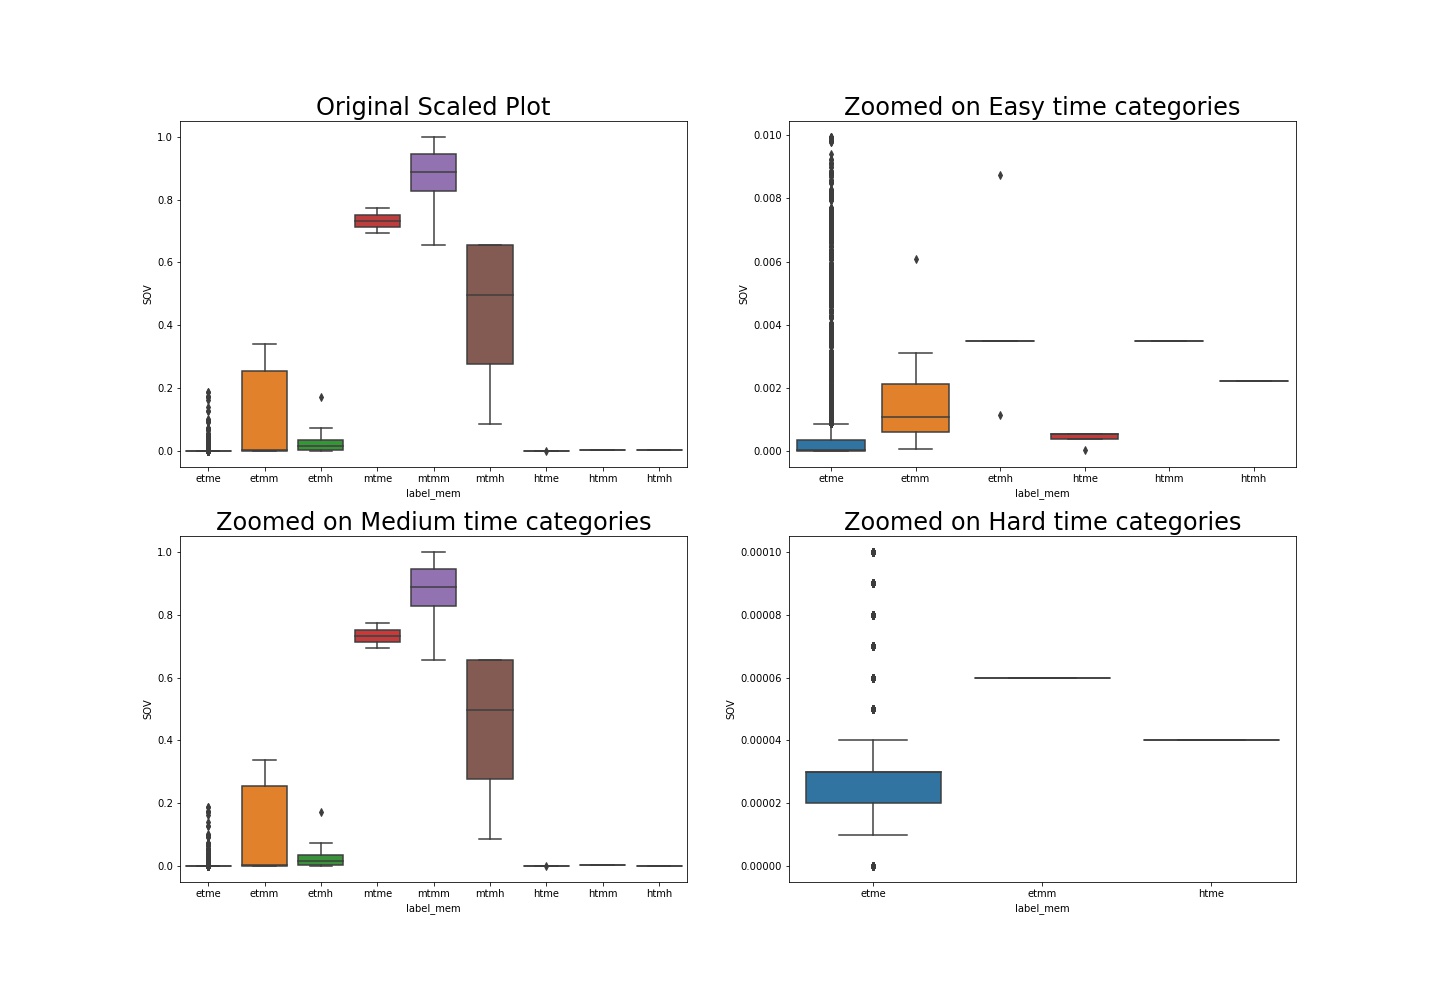 Original Scaled Plot
1.0
0.8
0.6
0.4
0.2
0.0
SOV
etme etmm etmh mtme mtmm mtmh htme htmm htmh
label_mem
Zoomed on Easy time categories
0.010
0.008
0.006
0.004
0.002
0.000
SOV
etme etmm etmh htme htmm htmh
label_mem
Zoomed on Medium time categories
1.0
0.8
0.6
0.4
0.2
0.0
SOV
etme etmm etmh mtme mtmm mtmh htme htmm htmh
label_mem
Zoomed on Hard time categories
0.00010
0.00008
0.00006
0.00004
0.00002
0.00000
SOV
etme etmm htme
label_mem